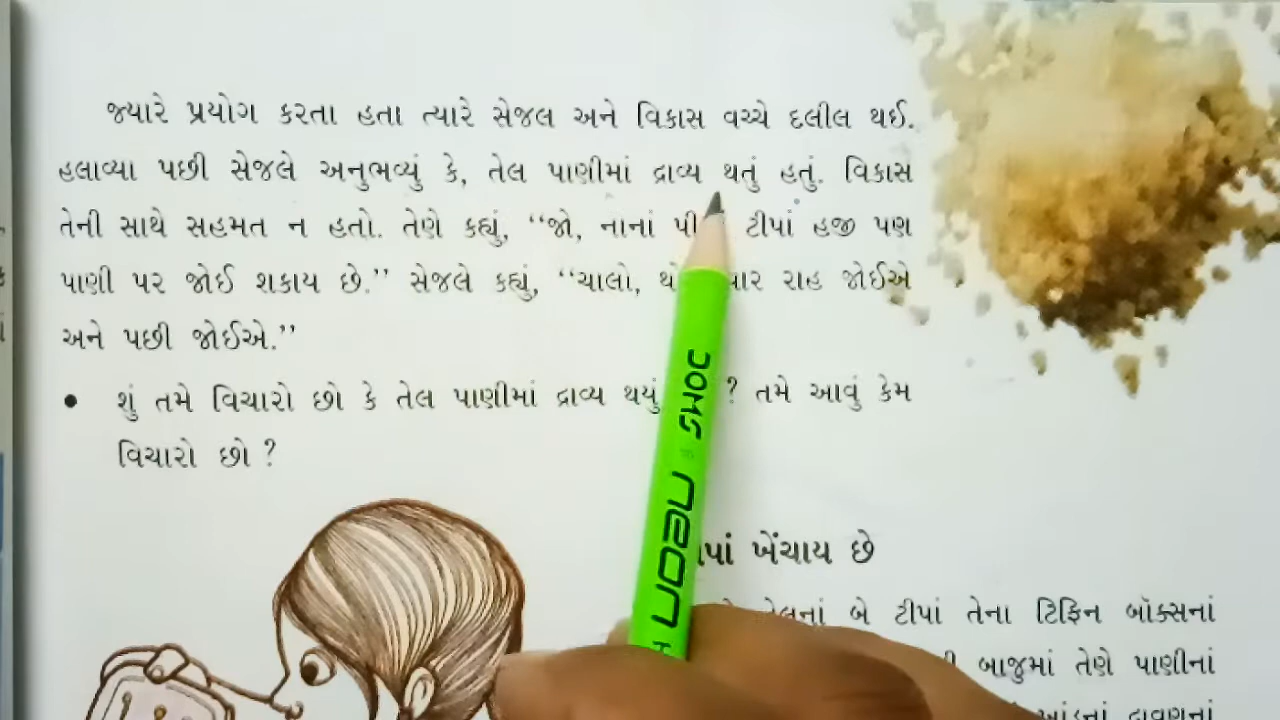 જ્યારે પ્રયોગ કરતા હતા ત્યારે સેજલ અને વિકાસ વચ્ચે દલીલ થઈ.
હલાવ્યા પછી સેજલે અનુભવ્યું કે, તેલ પાણીમાં દ્રાવ્ય થતું હતું. વિકાસ
તેની સાથે સહમત ન હતો. તેણે કહ્યું, “જો, નાનાં ટીપાં હજી પણ
પાણી પર જોઈ શકાય છે.” સેજલે કહ્યું, “ચાલો, રાહ જોઈએ
અને પછી જોઈએ.”
• શું તમે વિચારો છો કે તેલ પાણીમાં દ્રાવ્ય થયું ? તમે આવું કેમ
વિચારો છો ?
ખેંચાય છે
બે ટીપાં તેના ટિફિન બૉક્સનાં
બાજુમાં તેણે પાણીનાં
DOMS neon